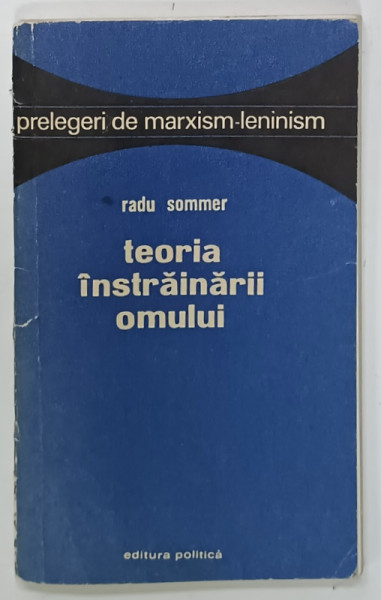 prelegeri de marxism-leninism
radu sommer
teoria
înstrăinării
omului
editura politică